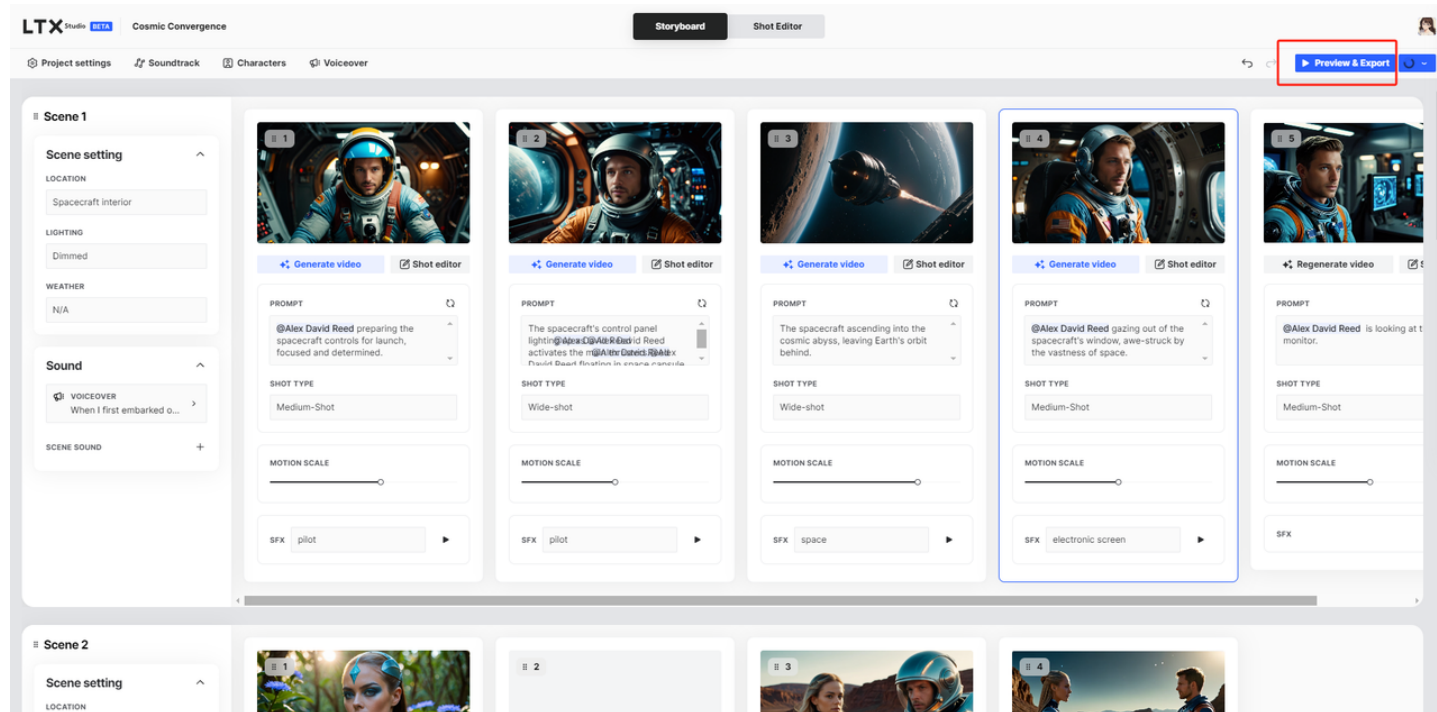 LTX Studio BETA
Cosmic Convergence
Storyboard
Shot Editor
Project settings
Soundtrack
Characters
Voiceover
Preview & Export
Scene 1
Scene setting
LOCATION
Spacecraft interior
LIGHTING
Dimmed
WEATHER
N/A
Sound
VOICEOVER
When I first embarked o...
SCENE SOUND
1
Generate video
Shot editor
PROMPT
@Alex David Reed preparing the
spacecraft controls for launch,
focused and determined.
SHOT TYPE
Medium-Shot
MOTION SCALE
SFX
pilot
2
Generate video
Shot editor
PROMPT
The spacecraft's control panel
activates the
David Reed floating in space capsule
SHOT TYPE
Wide-shot
MOTION SCALE
SFX
pilot
3
Generate video
Shot editor
PROMPT
The spacecraft ascending into the
cosmic abyss, leaving Earth's orbit
behind.
SHOT TYPE
Wide-shot
MOTION SCALE
SFX
space
4
Generate video
Shot editor
PROMPT
@Alex David Reed gazing out of the
spacecraft's window, awe-struck by
the vastness of space.
SHOT TYPE
Medium-Shot
MOTION SCALE
SFX
electronic screen
5
Regenerate video
PROMPT
@Alex David Reed is looking at t
monitor.
SHOT TYPE
Medium-Shot
MOTION SCALE
SFX
Scene 2
Scene setting
LOCATION
1
2
3
4